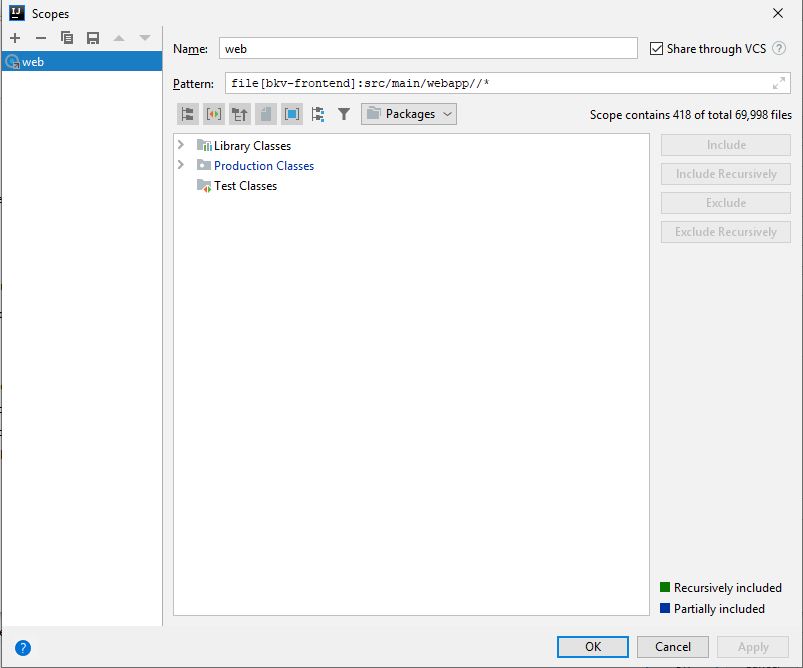 Scopes
web
Name: web
Share through VCS ?
Pattern: file[bkv-frontend]:src/main/webapp//*
Packages
Scope contains 418 of total 69,998 files
Library Classes
Production Classes
Test Classes
Include
Include Recursively
Exclude
Exclude Recursively
Recursively included
Partially included
?
OK
Cancel
Apply